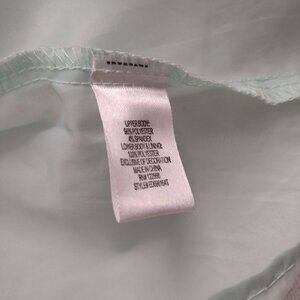 UPPER BODY:
96% POLYESTER
4% SPANDEX
LOWER BODY & LINING:
100% POLYESTER
EXCLUSIVE OF DECORATION
MADE IN CHINA
RN#
STYLE#